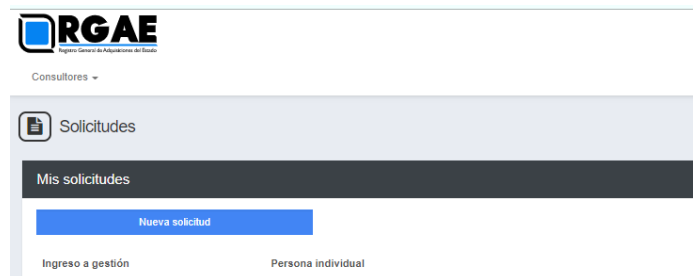 RGAE
Registro General de Adquisiciones del Estado
Consultores
Solicitudes
Mis solicitudes
Nueva solicitud
Ingreso a gestión Persona individual